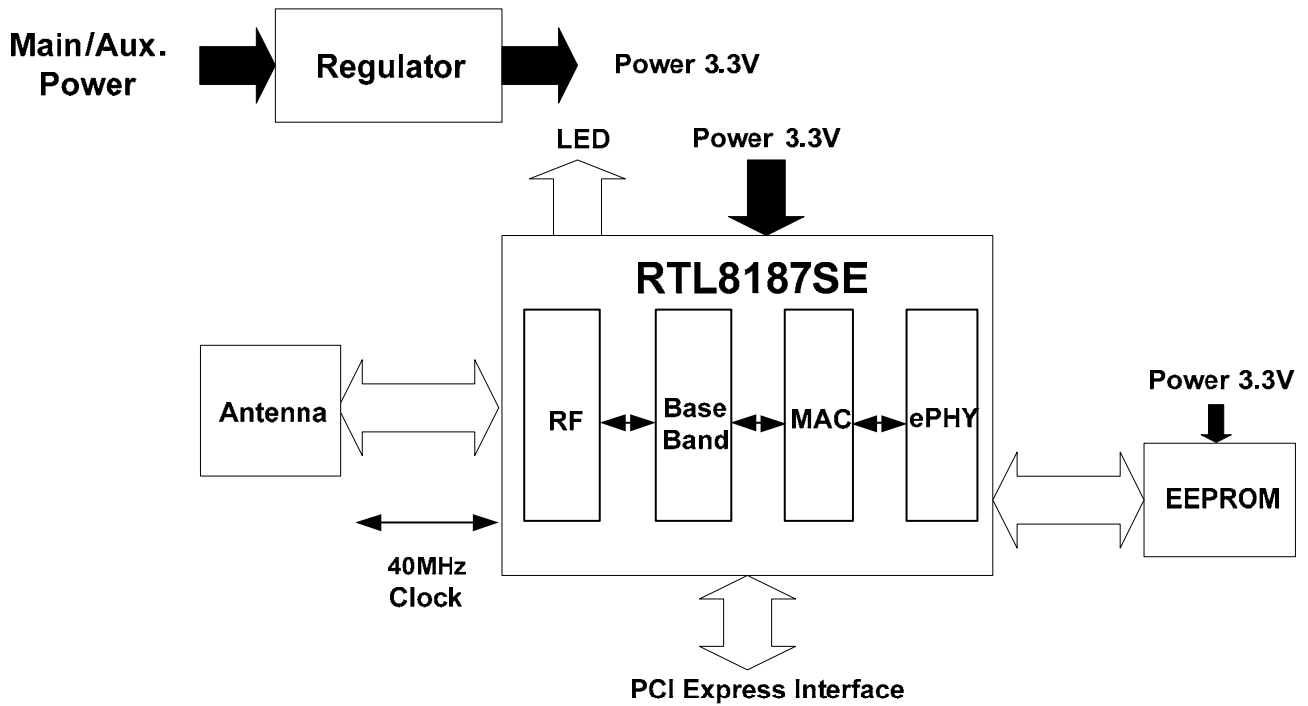 Main/Aux.
Power
Regulator
Power 3.3V
LED
Power 3.3V
RTL8187SE
Antenna
RF
Base
Band
MAC
ePHY
Power 3.3V
EEPROM
40MHz
Clock
PCI Express Interface